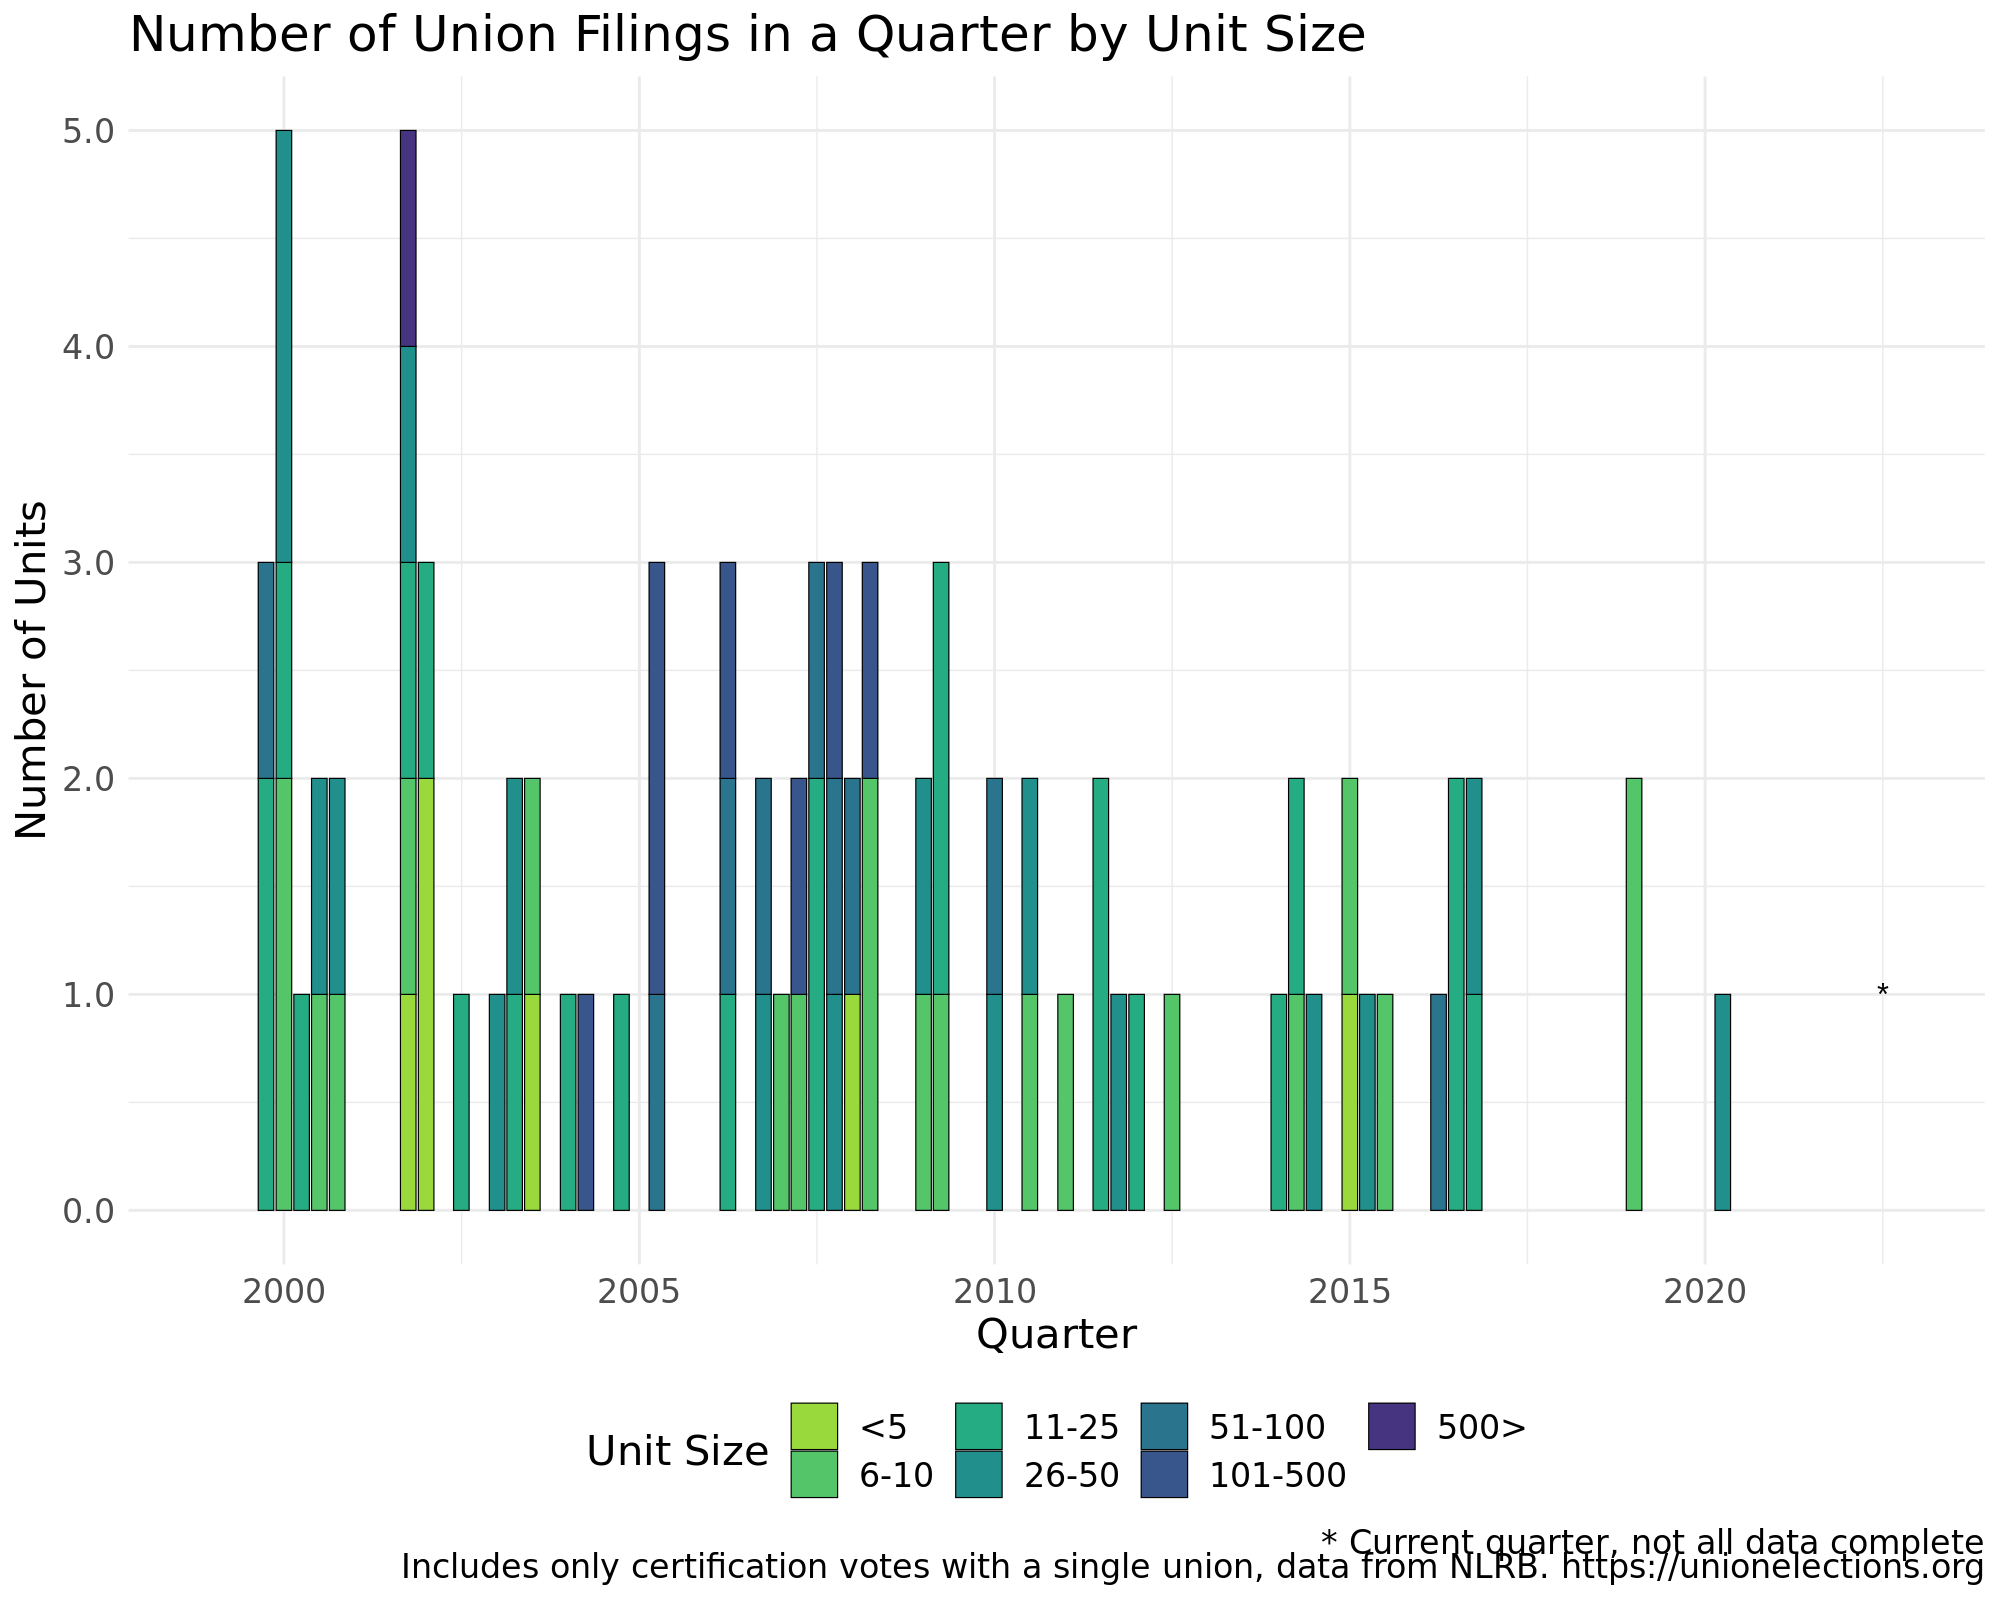 Number of Union Filings in a Quarter by Unit Size
Number of Units
5.0
4.0
3.0
2.0
1.0
0.0
*
2000 2005 2010 2015 2020
Quarter
Unit Size
<5 11-25 51-100 500>
6-10 26-50 101-500
* Current quarter, not all data complete
Includes only certification votes with a single union, data from NLRB. https://unionelections.org